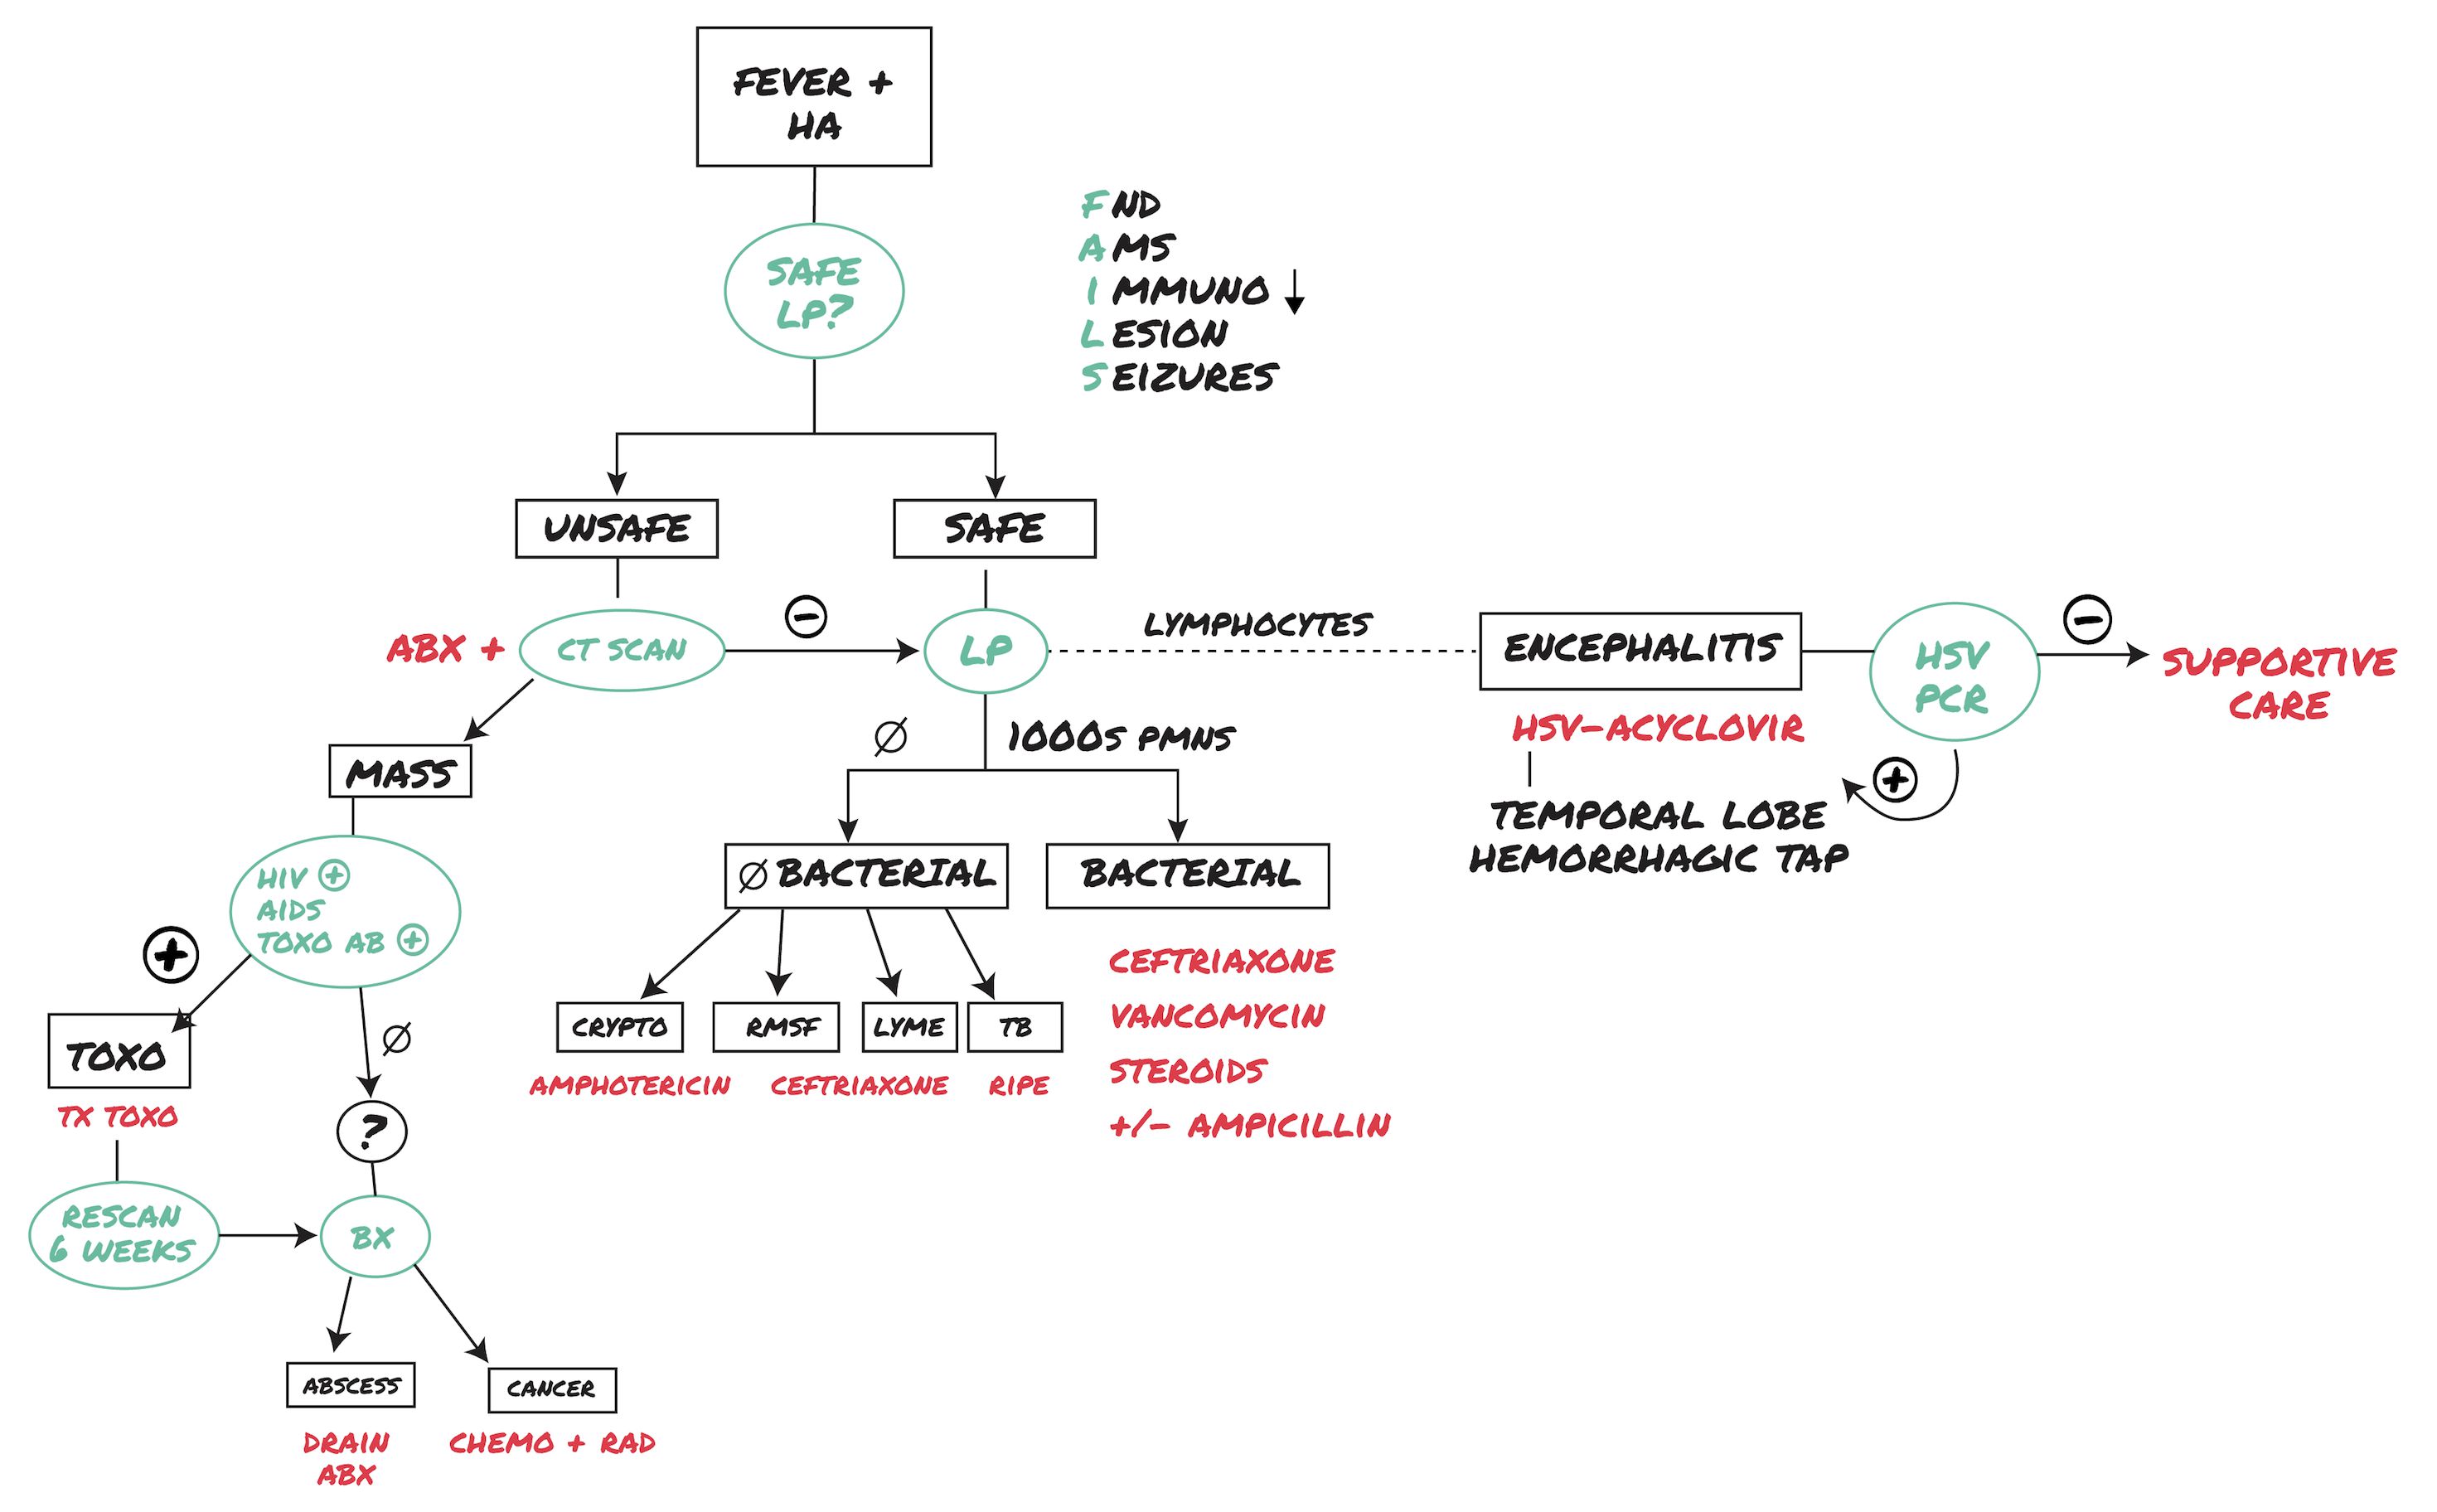 FEVER +
HA
SAFE
LP?
FND
AMS
IMMUNO ↓
LESION
SEIZURES
UNSAFE
SAFE
ABX +
CT SCAN
−
LP
LYMPHOCYTES
ENCEPHALITIS
HSV
PCR
−
SUPPORTIVE
CARE
HSV-ACYCLOVIR
+
TEMPORAL LOBE
HEMORRHAGIC TAP
MASS
Ø
1000s PMNS
HIV +
AIDS
TOXO AB +
+
Ø BACTERIAL
BACTERIAL
CRYPTO
RMSF
LYME
TB
AMPHOTERICIN
CEFTRIAXONE
RIPE
CEFTRIAXONE
VANCOMYCIN
STEROIDS
+/- AMPICILLIN
TOXO
TX TOXO
Ø
?
RESCAN
6 WEEKS
BX
ABSCESS
CANCER
DRAIN
ABX
CHEMO + RAD